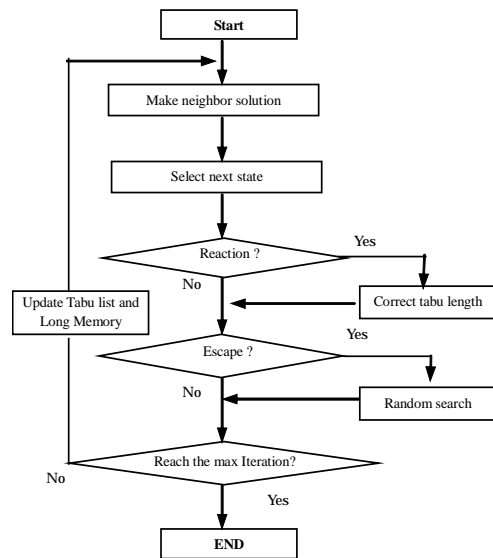 Start
Make neighbor solution
Select next state
Reaction ?
Yes
No
Update Tabu list and
Long Memory
Correct tabu length
Yes
Escape ?
No
Random search
Reach the max Iteration?
No
Yes
END